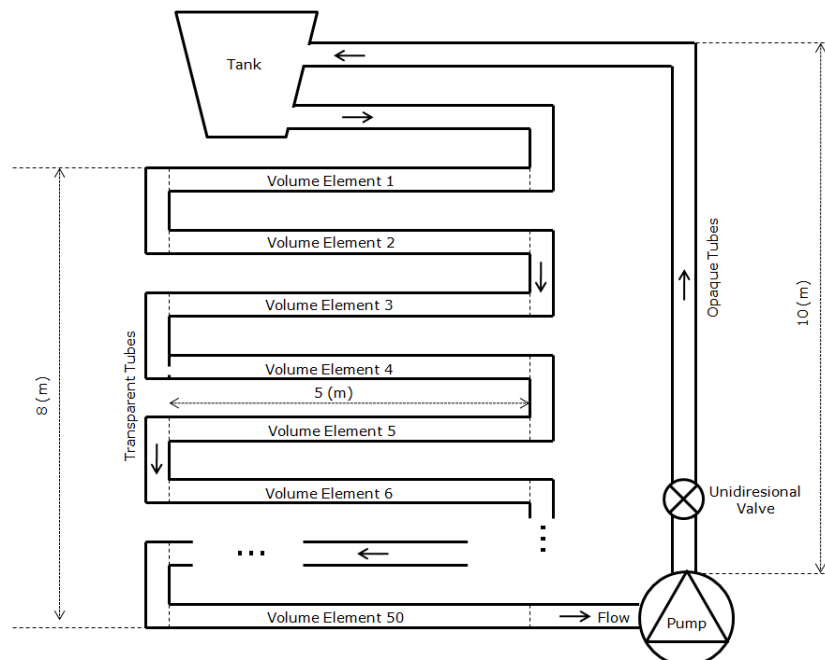 Tank
Volume Element 1
Volume Element 2
Volume Element 3
Volume Element 4
5 (m)
Volume Element 5
Volume Element 6
...
Volume Element 50
Flow
Pump
Unidiresional
Valve
Transparent Tubes
8 (m)
Opaque Tubes
10 (m)